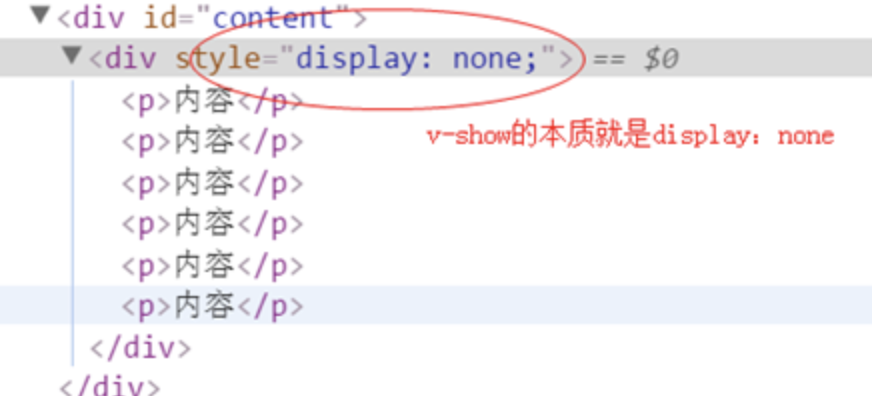 ▼<div id="content">
▼<div style="display: none;"> == $0
<p>内容</p>
v-show的本质就是display：none
<p>内容</p>
<p>内容</p>
<p>内容</p>
<p>内容</p>
<p>内容</p>
</div>
</div>